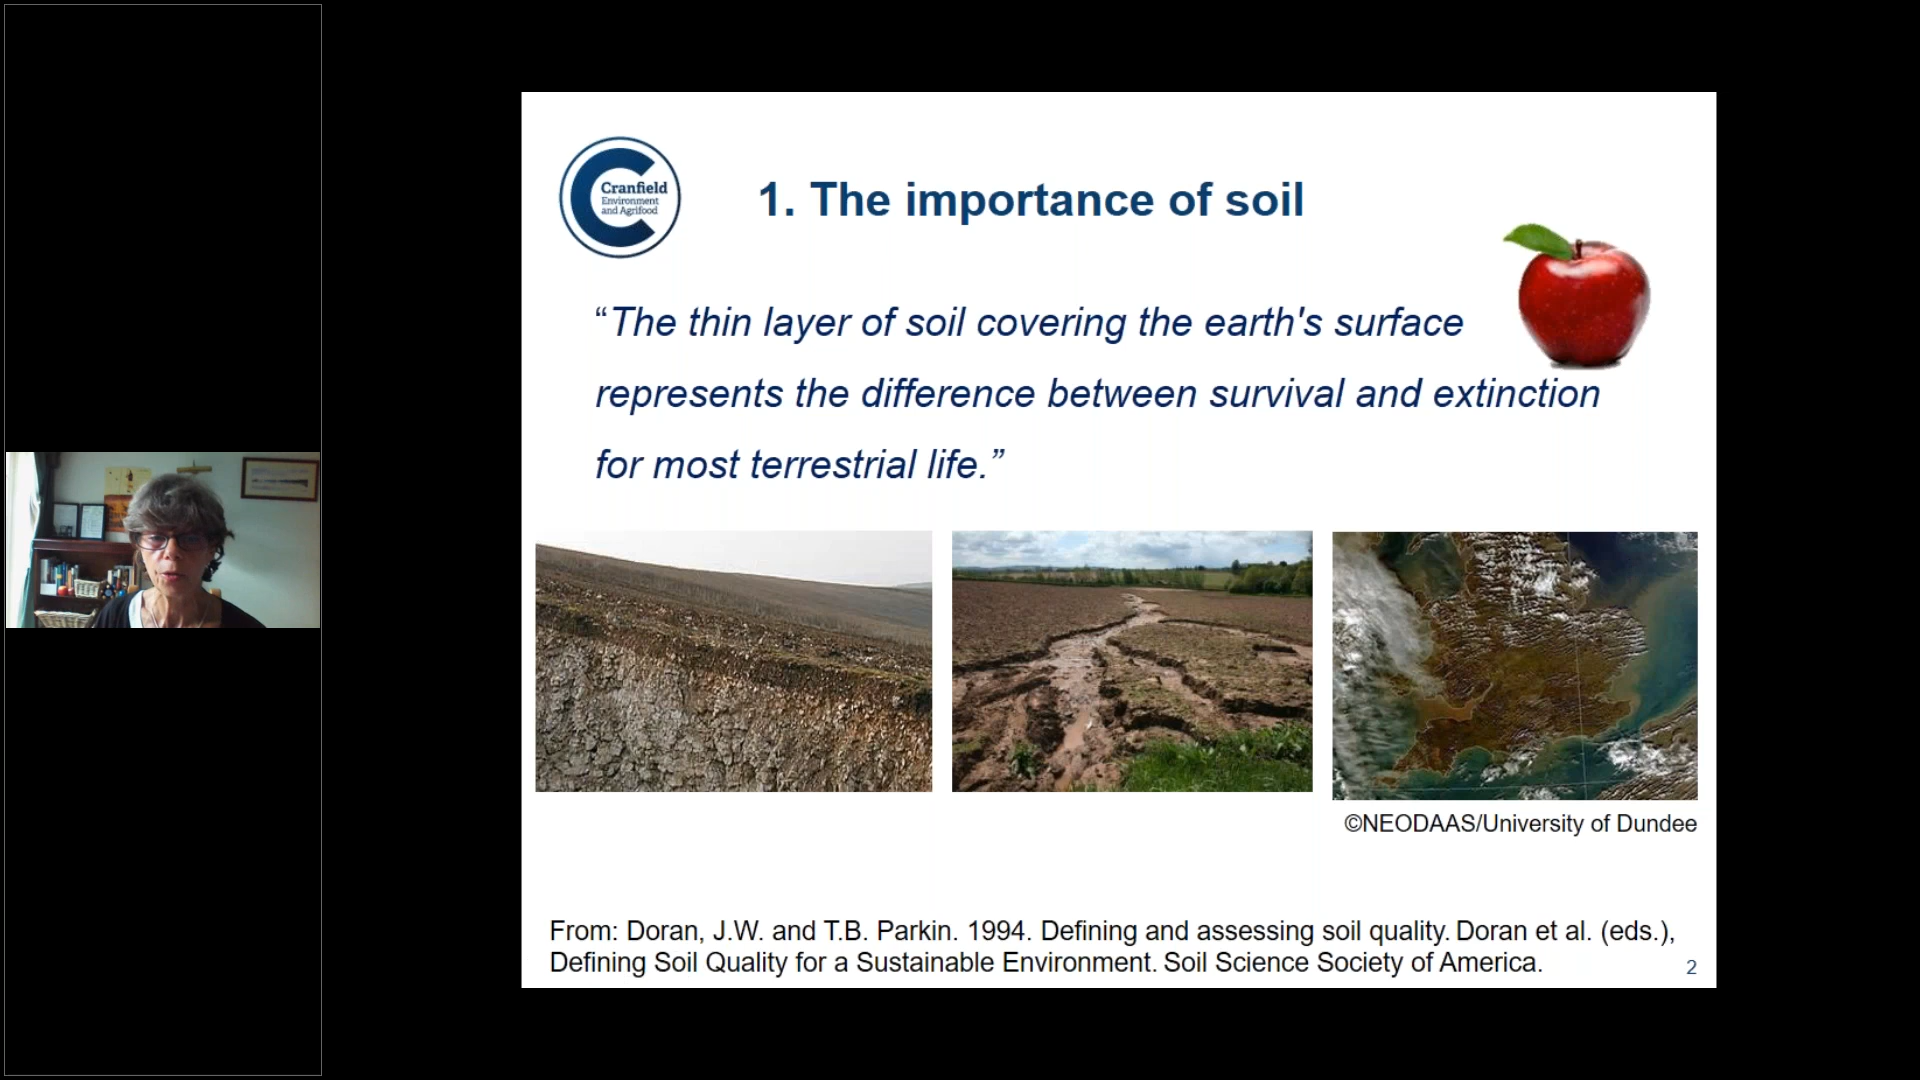 Cranfield
Environment
and Agrifood
1. The importance of soil
“The thin layer of soil covering the earth's surface
represents the difference between survival and extinction
for most terrestrial life.”
©NEODAAS/University of Dundee
From: Doran, J.W. and T.B. Parkin. 1994. Defining and assessing soil quality. Doran et al. (eds.),
Defining Soil Quality for a Sustainable Environment. Soil Science Society of America.
2